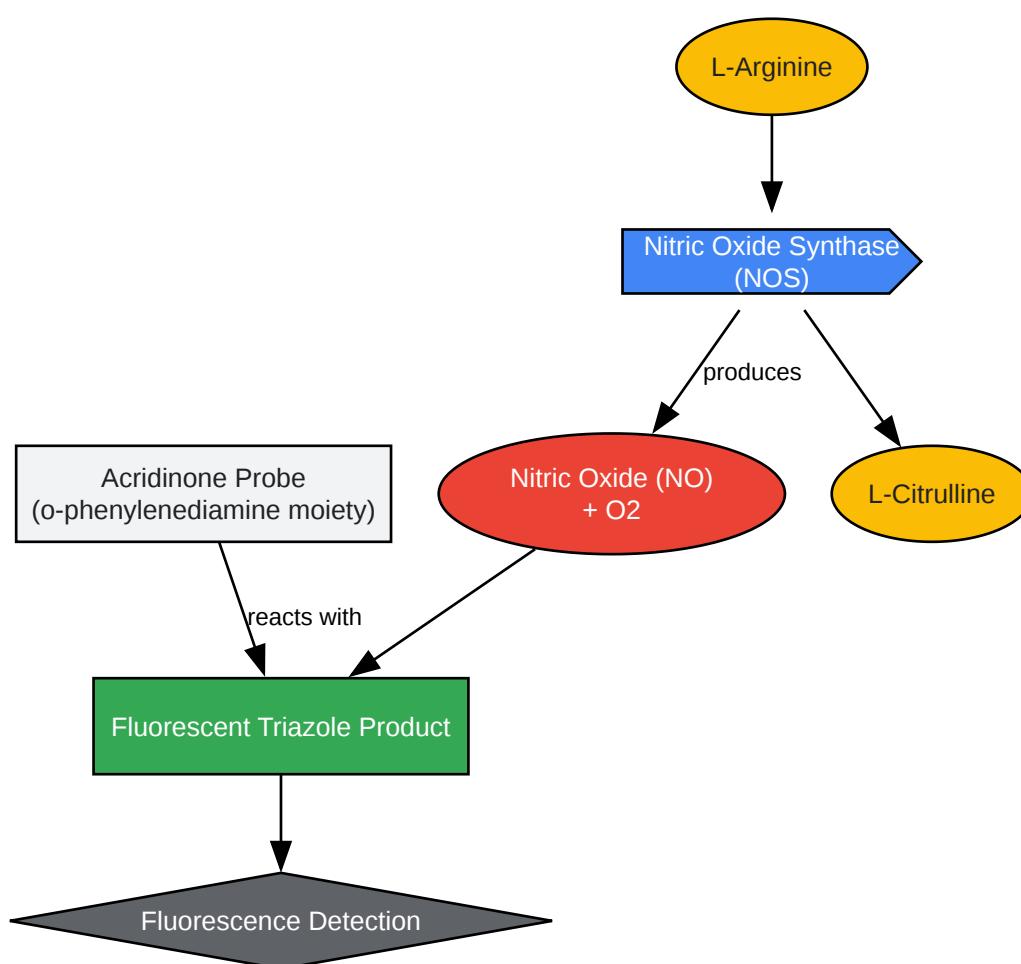 L-Arginine
Nitric Oxide Synthase
(NOS)
produces
Acridinone Probe
(o-phenylenediamine moiety)
Nitric Oxide (NO)
+ O2
L-Citrulline
reacts with
Fluorescent Triazole Product
Fluorescence Detection